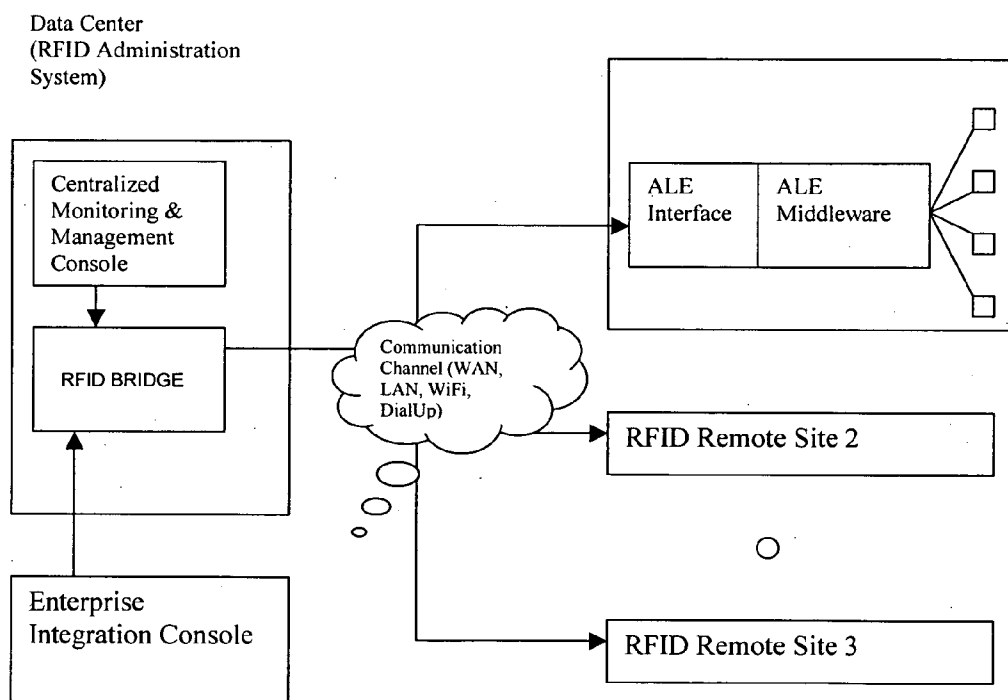 Data Center
(RFID Administration
System)
Centralized
Monitoring &
Management
Console
RFID BRIDGE
Enterprise
Integration Console
Communication
Channel (WAN,
LAN, WiFi,
DialUp)
ALE
Interface
ALE
Middleware
RFID Remote Site 2
RFID Remote Site 3